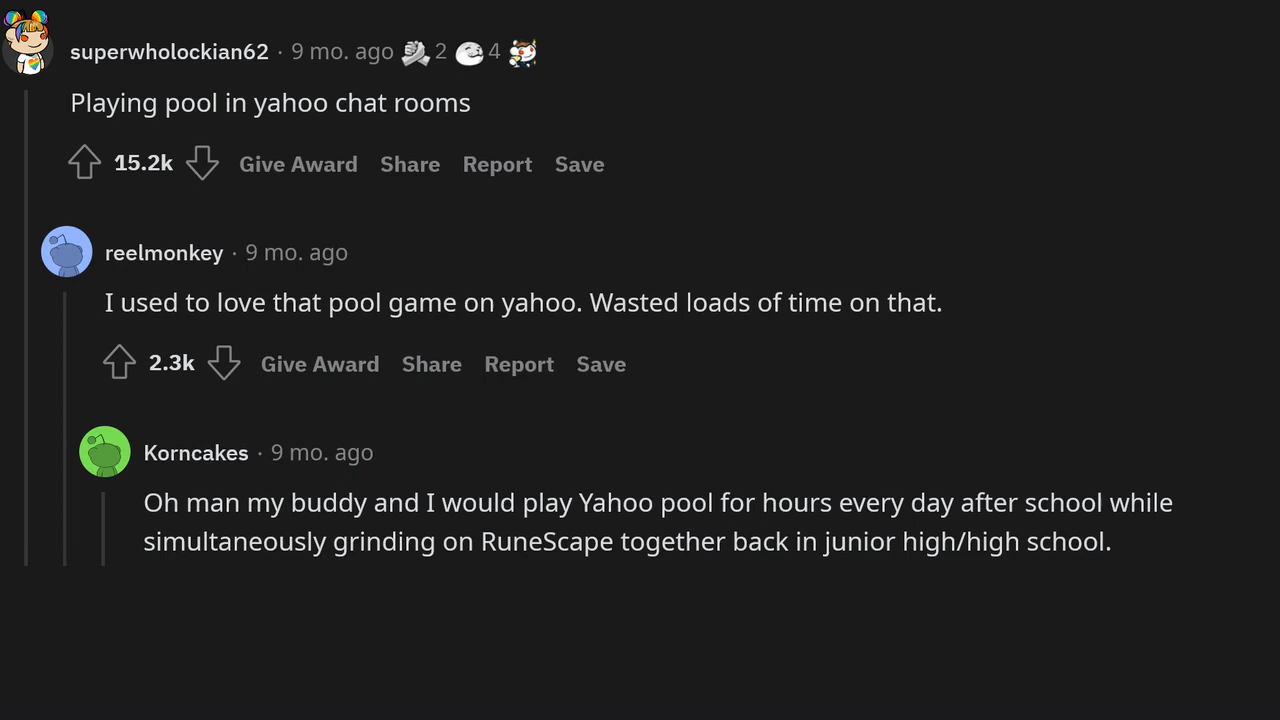 superwholockian62 · 9 mo. ago 2 4
Playing pool in yahoo chat rooms
15.2k Give Award Share Report Save
reelmonkey · 9 mo. ago
I used to love that pool game on yahoo. Wasted loads of time on that.
2.3k Give Award Share Report Save
Korncakes · 9 mo. ago
Oh man my buddy and I would play Yahoo pool for hours every day after school while
simultaneously grinding on RuneScape together back in junior high/high school.